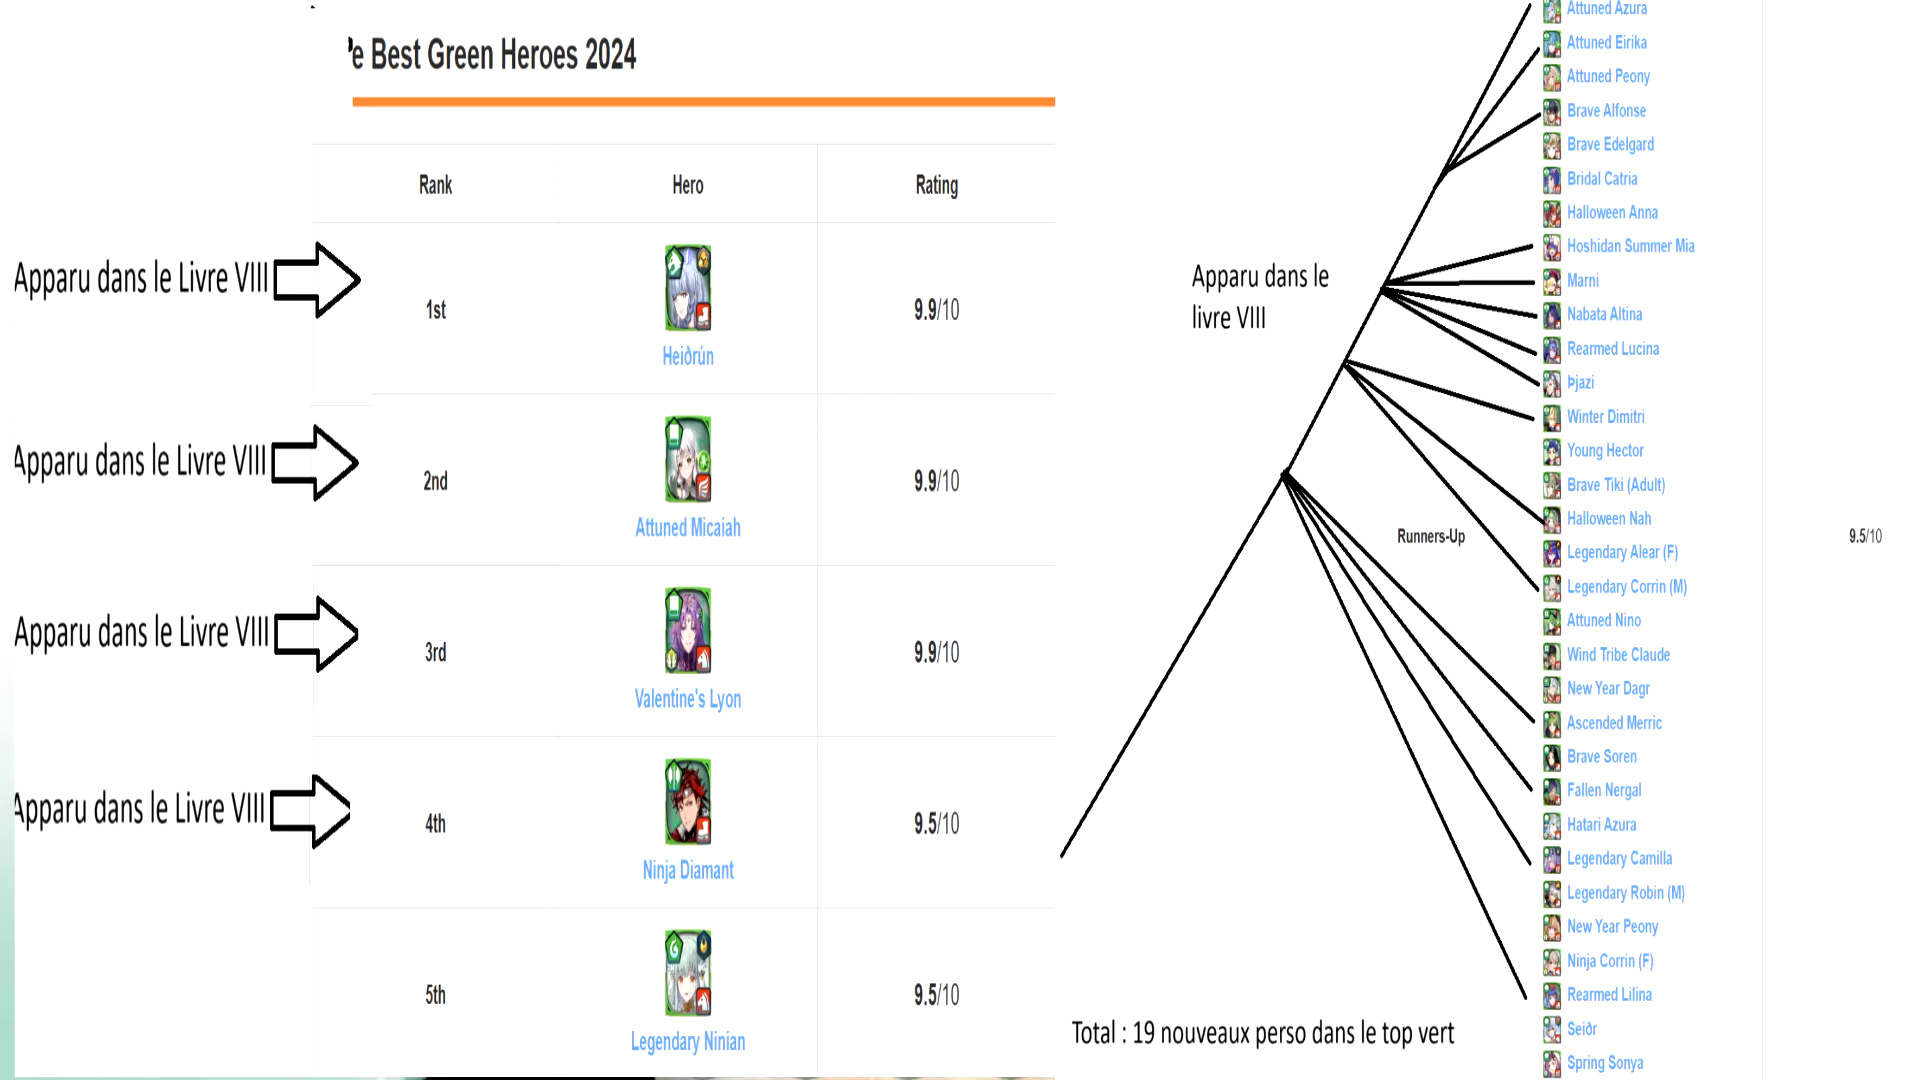 'e Best Green Heroes 2024
Rank Hero Rating
Apparu dans le Livre VIII
1st 9.9/10
Heiðrún
Apparu dans le Livre VIII
2nd 9.9/10
Attuned Micaiah
Apparu dans le Livre VIII
3rd 9.9/10
Valentine's Lyon
Apparu dans le Livre VIII
4th 9.5/10
Ninja Diamant
5th 9.5/10
Legendary Ninian
Apparu dans le
livre VIII
Runners-Up
Attuned Azura
Attuned Eirika
Attuned Peony
Brave Alfonse
Brave Edelgard
Bridal Catria
Halloween Anna
Hoshidan Summer Mia
Marni
Nabata Altina
Rearmed Lucina
Þjazi
Winter Dimitri
Young Hector
Brave Tiki (Adult)
Halloween Nah
Legendary Alear (F)
Legendary Corrin (M)
Attuned Nino
Wind Tribe Claude
New Year Dagr
Ascended Merric
Brave Soren
Fallen Nergal
Hatari Azura
Legendary Camilla
Legendary Robin (M)
New Year Peony
Ninja Corrin (F)
Rearmed Lilina
Seiðr
Spring Sonya
9.5/10
Total : 19 nouveaux perso dans le top vert